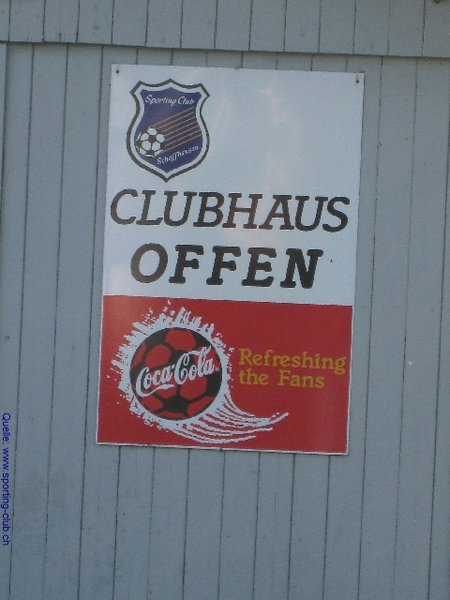 Sporting Club
Schaffhausen
CLUBHAUS
OFFEN
Coca-Cola
Refreshing
the Fans
Quelle: www.sporting-club.ch